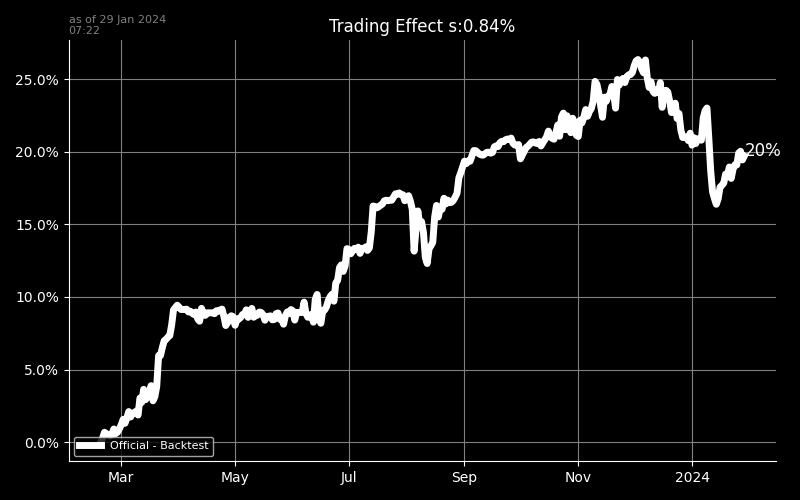 as of 29 Jan 2024
07:22
Trading Effect s:0.84%
25.0%
20.0%
20%
15.0%
10.0%
5.0%
0.0%
Official - Backtest
Mar May Jul Sep Nov 2024